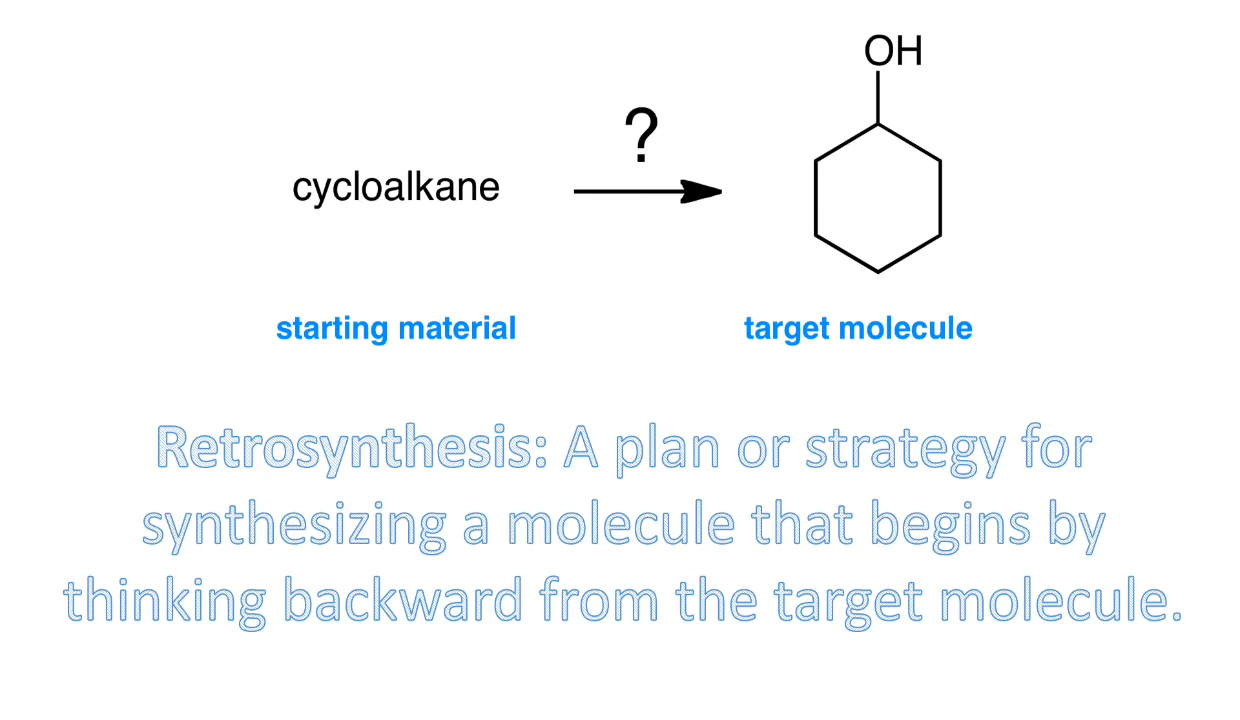 OH
?
cycloalkane
starting material
target molecule
Retrosynthesis: A plan or strategy for
synthesizing a molecule that begins by
thinking backward from the target molecule.